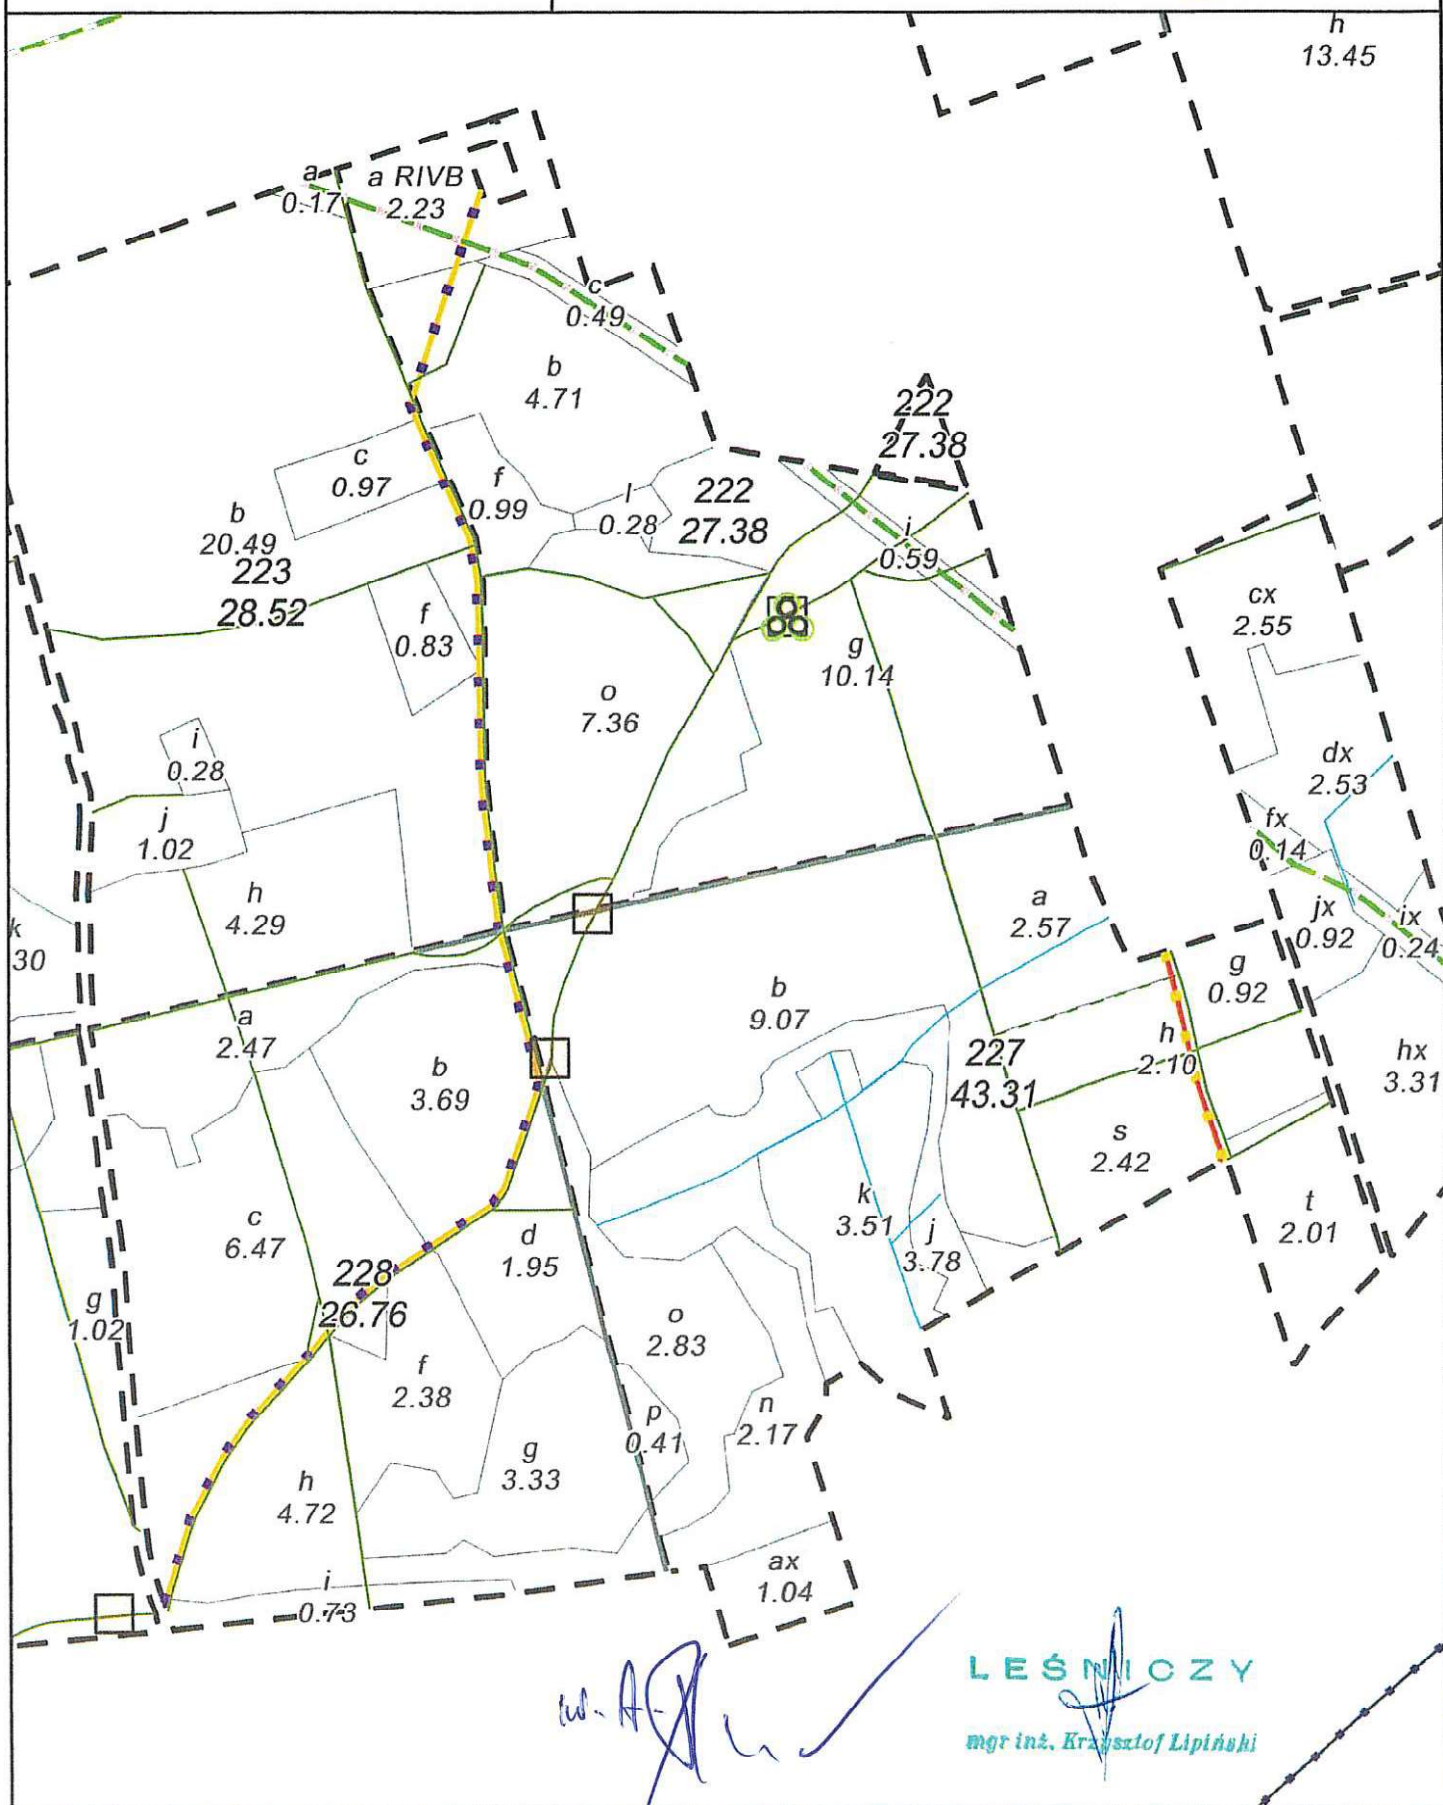 h
13.45
a
0.17
a RIVB
2.23
c
0.49
b
4.71
222
27.38
c
0.97
f
0.99
l
0.28
222
27.38
b
20.49
223
28.52
i
0.59
cx
2.55
f
0.83
g
10.14
o
7.36
i
0.28
dx
2.53
j
1.02
fx
0.14
h
4.29
a
2.57
jx
0.92
ix
0.24
k
30
g
0.92
b
9.07
a
2.47
h
2.10
227
43.31
hx
3.31
b
3.69
s
2.42
k
3.51
j
3.78
t
2.01
c
6.47
d
1.95
228
26.76
g
1.02
o
2.83
f
2.38
p
0.41
n
2.17
g
3.33
h
4.72
ax
1.04
i
0.73
LEŚNICZY
mgr inż. Krzysztof Lipiński